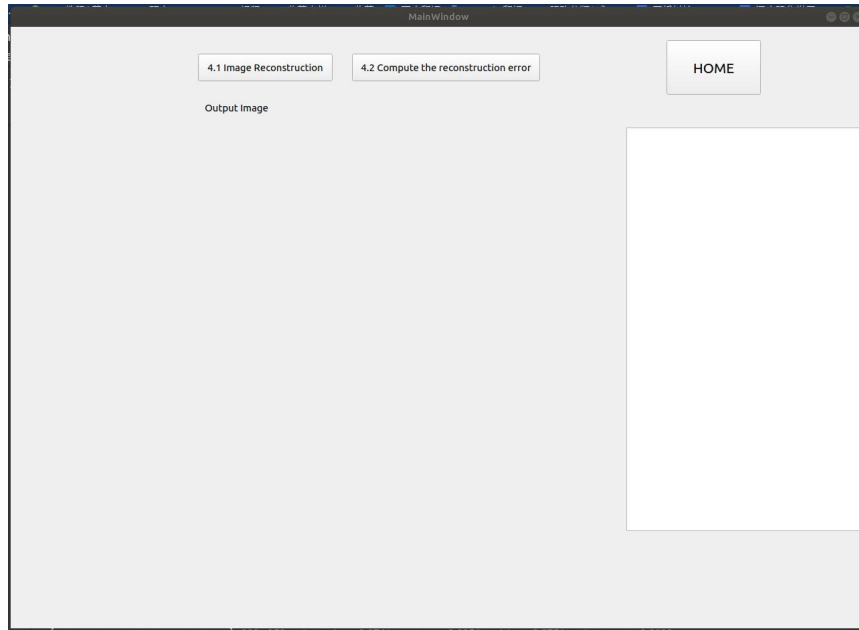 MainWindow
4.1 Image Reconstruction
4.2 Compute the reconstruction error
HOME
Output Image